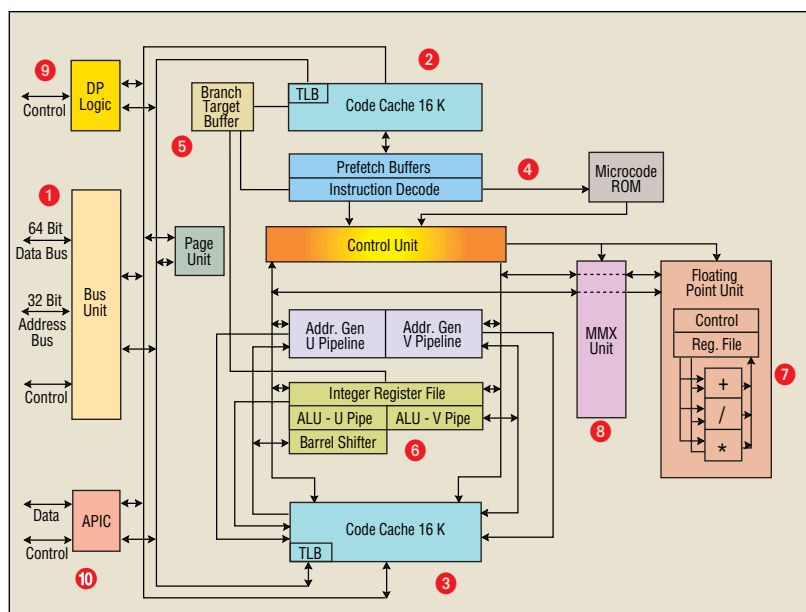 9
DP
Logic
Control
2
TLB
Code Cache 16 K
Branch
Target
Buffer
5
Prefetch Buffers
Instruction Decode
4
Microcode
ROM
1
64 Bit
Data Bus
32 Bit
Address
Bus
Control
Bus
Unit
Page
Unit
Control Unit
Addr. Gen
U Pipeline
Addr. Gen
V Pipeline
MMX
Unit
8
Floating
Point Unit
Control
Reg. File
+
/
*
7
Integer Register File
ALU - U Pipe
ALU - V Pipe
Barrel Shifter
6
Data
Control
APIC
10
Code Cache 16 K
TLB
3